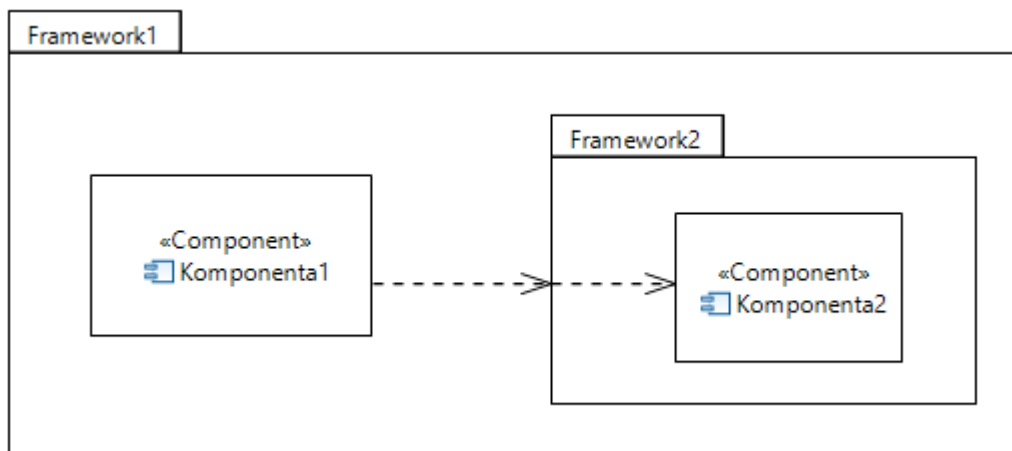 Framework1
Framework2
«Component»
Komponenta1
«Component»
Komponenta2